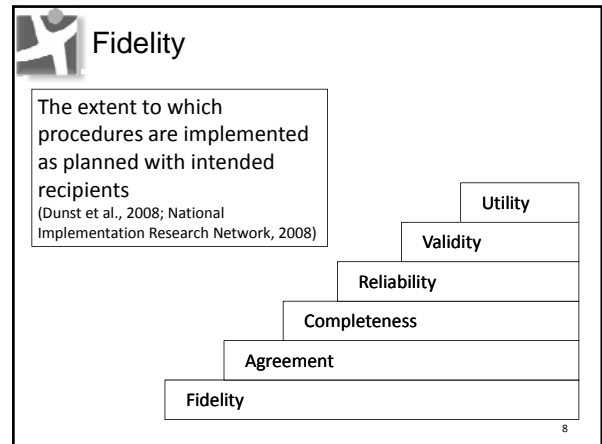 Fidelity
The extent to which
procedures are implemented
as planned with intended
recipients
(Dunst et al., 2008; National
Implementation Research Network, 2008)
Utility
Validity
Reliability
Completeness
Agreement
Fidelity
8